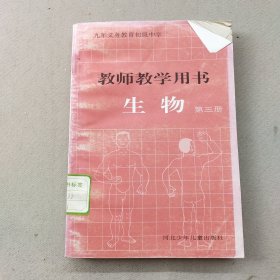 九年义务教育初级中学
教师教学用书
生物 第三册
河北少年儿童出版社